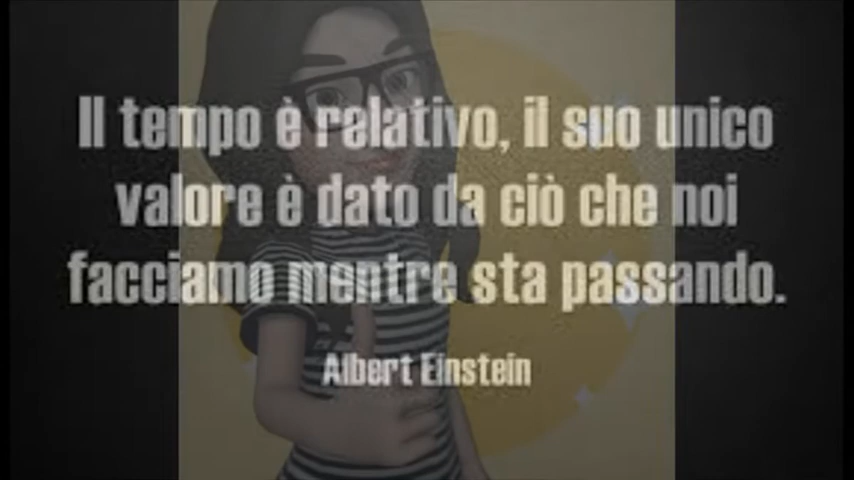 Il tempo è relativo, il suo unico
valore è dato da ciò che noi
facciamo mentre sta passando.
Albert Einstein